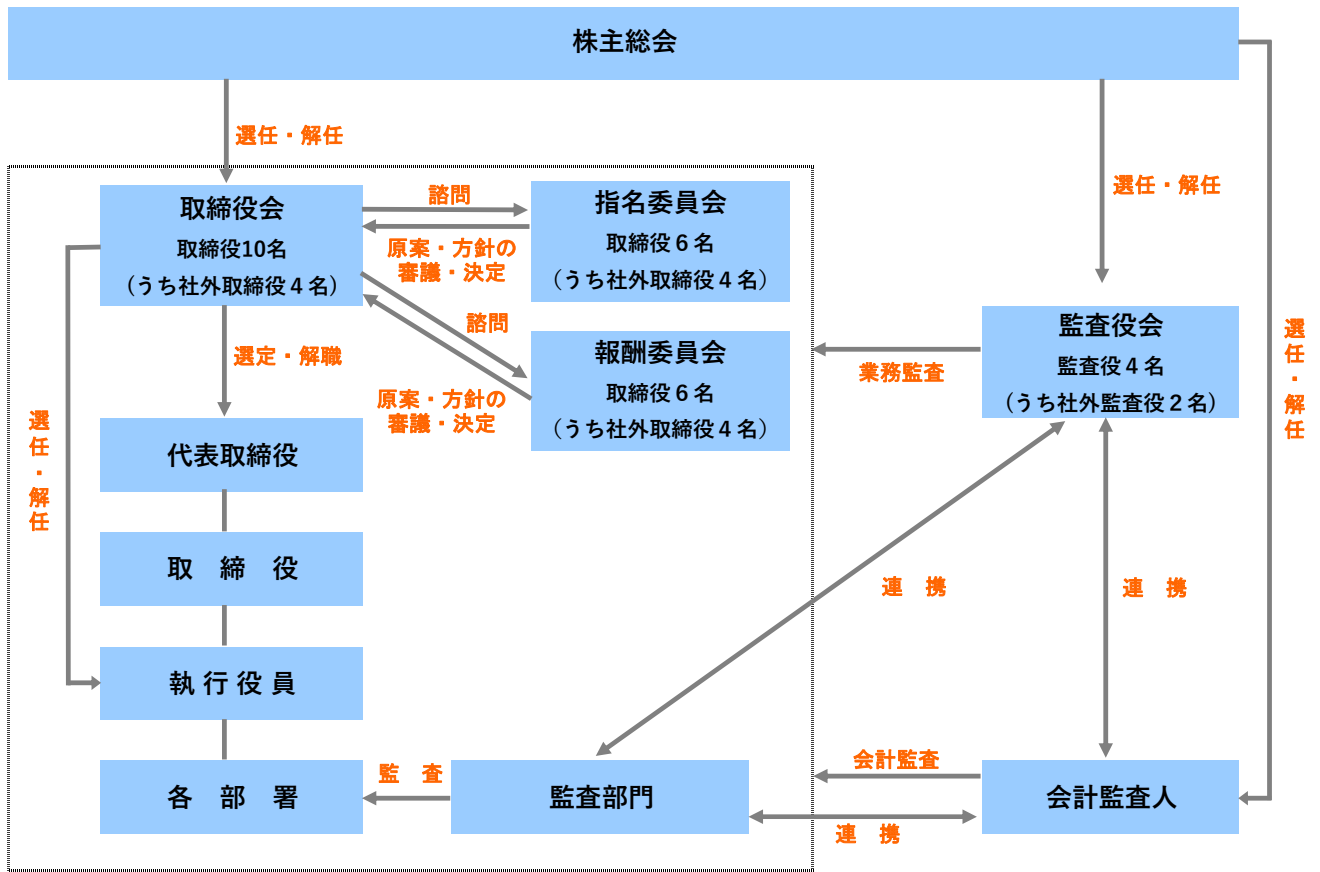 株主総会
選任・解任
取締役会
取締役10名
（うち社外取締役４名）
諮問
原案・方針の
審議・決定
指名委員会
取締役６名
（うち社外取締役４名）
選任・解任
諮問
原案・方針の
審議・決定
報酬委員会
取締役６名
（うち社外取締役４名）
業務監査
監査役会
監査役４名
（うち社外監査役２名）
選任・解任
選定・解職
選任・解任
代表取締役
取　締　役
連　携
連　携
執 行 役 員
各　部　署
監　査
監査部門
会計監査
連　携
会計監査人